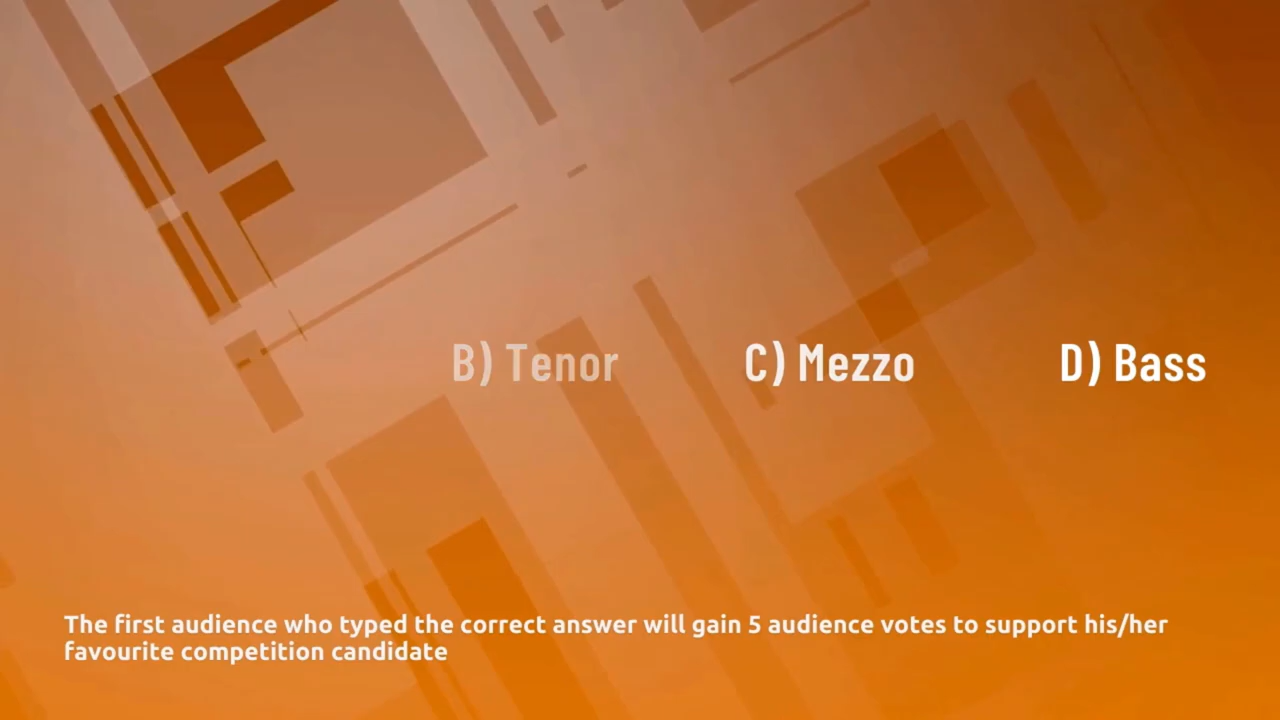 B) Tenor C) Mezzo D) Bass
The first audience who typed the correct answer will gain 5 audience votes to support his/her
favourite competition candidate